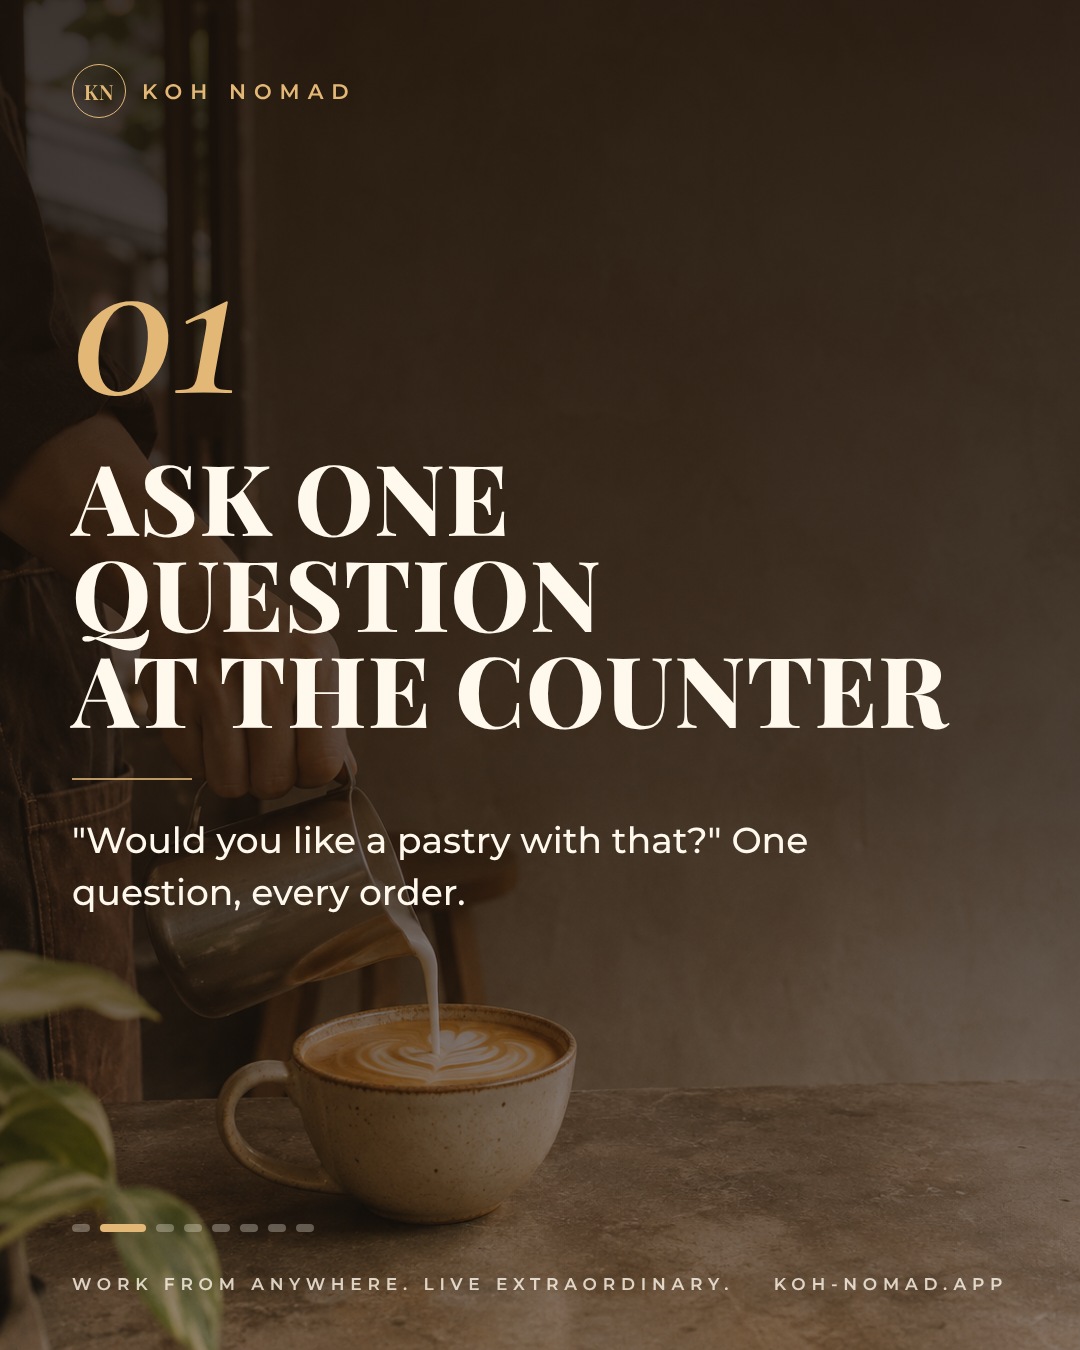 KN KOH NOMAD
01
ASK ONE
QUESTION
AT THE COUNTER
"Would you like a pastry with that?" One
question, every order.
WORK FROM ANYWHERE. LIVE EXTRAORDINARY. KOH-NOMAD.APP